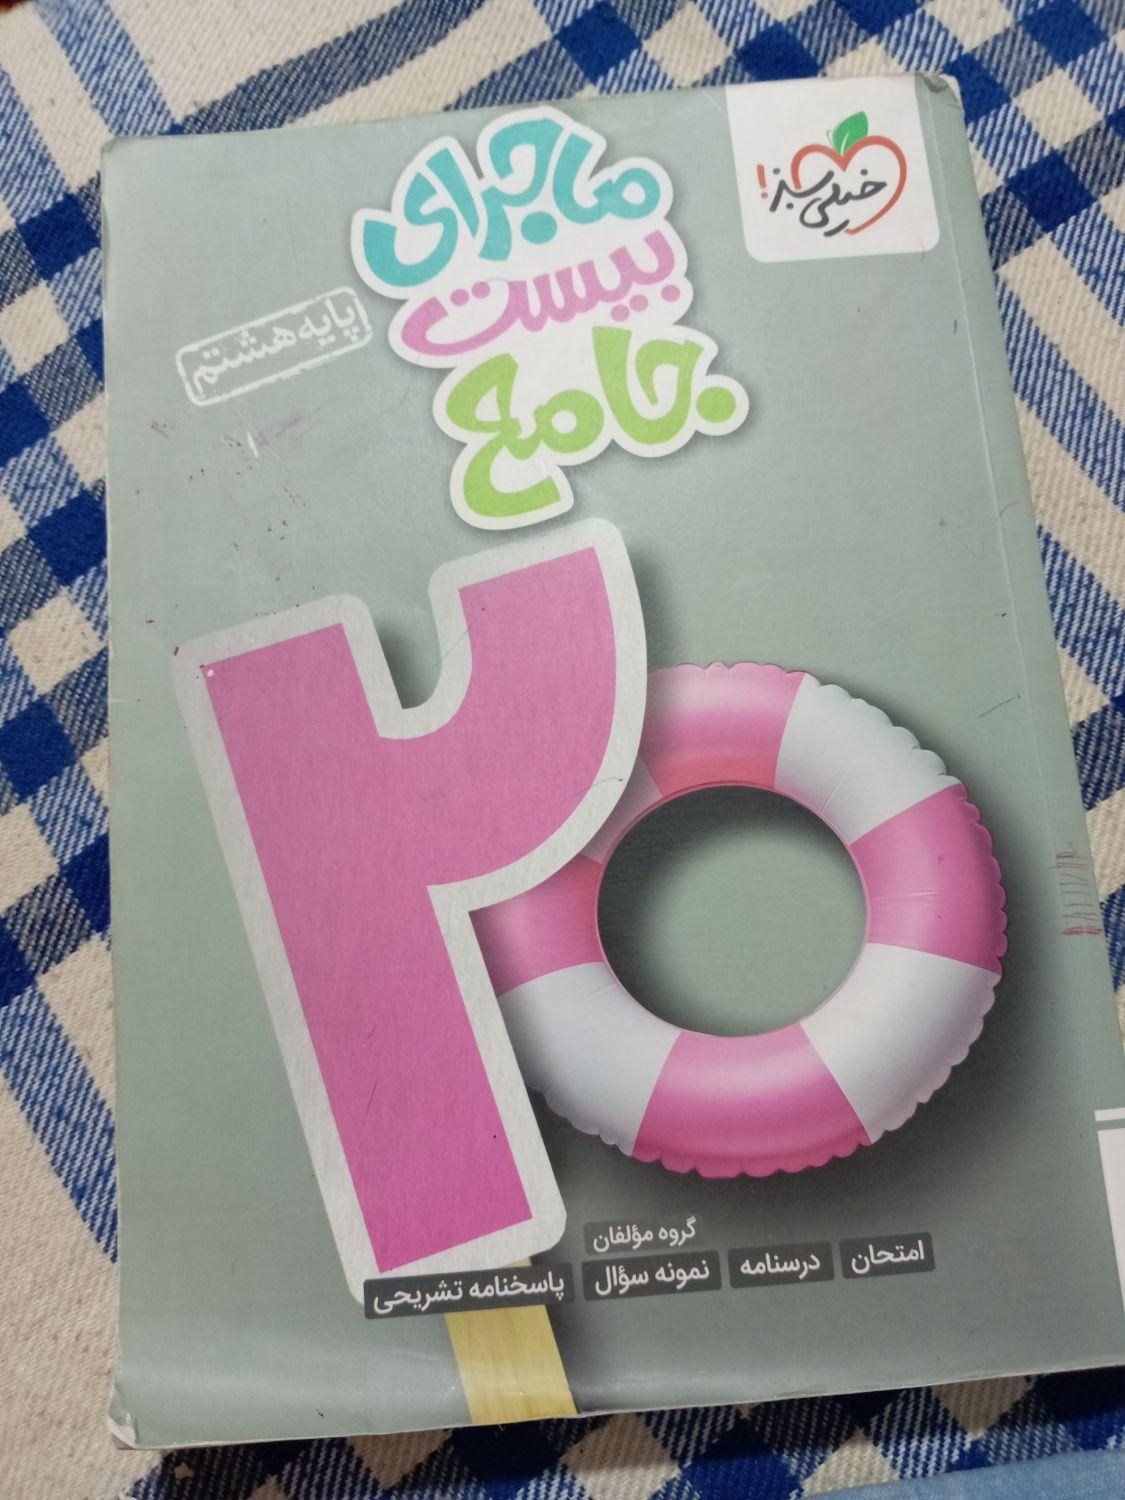 خیلی سبز!
ماجرای
بیست
جامع
پایه هشتم
۲۰
گروه مؤلفان
امتحان درسنامه نمونه سؤال پاسخنامه تشریحی